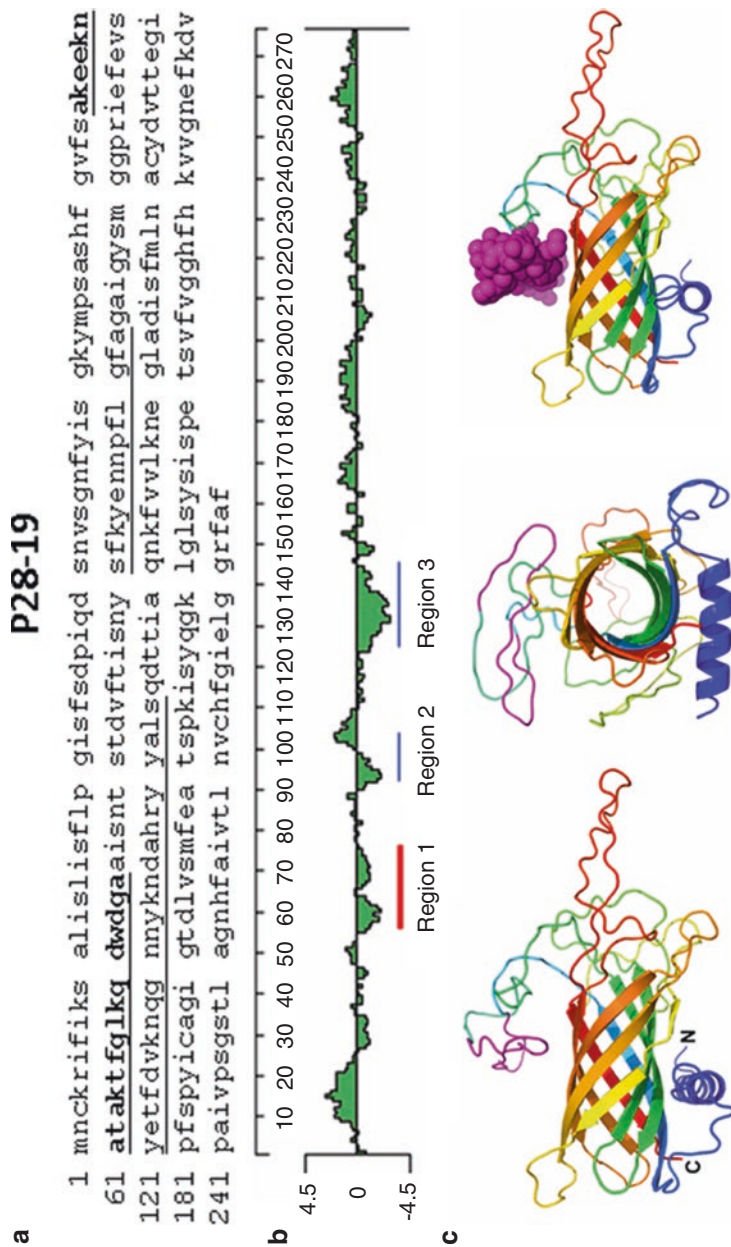 P28-19
a
1 mnckrifiks alislisflp gisfsdpiqd snvsgnfyis gkympsashf gvfsakeekn
61 ataktfglkq dwdgaaisnt stdvftisny sfkyennpfl gfagaigysm ggpriefevs
121 yetfdvknqg nnykndahry yalsqdttia qnkfvvlkne gladisfmln acydvttegi
181 pfspyicagi gtdlvsmfea tspkisyqgk lglsysispe tsvfvgghfh kvvgnefkdv
241 paivpsgstl agnhfaivtl nvchfgielg grfaf
b
10 20 30 40 50 60 70 80 90 100 110 120 130 140 150 160 170 180 190 200 210 220 230 240 250 260 270
4.5
0
-4.5
Region 1 Region 2 Region 3
c
N
C